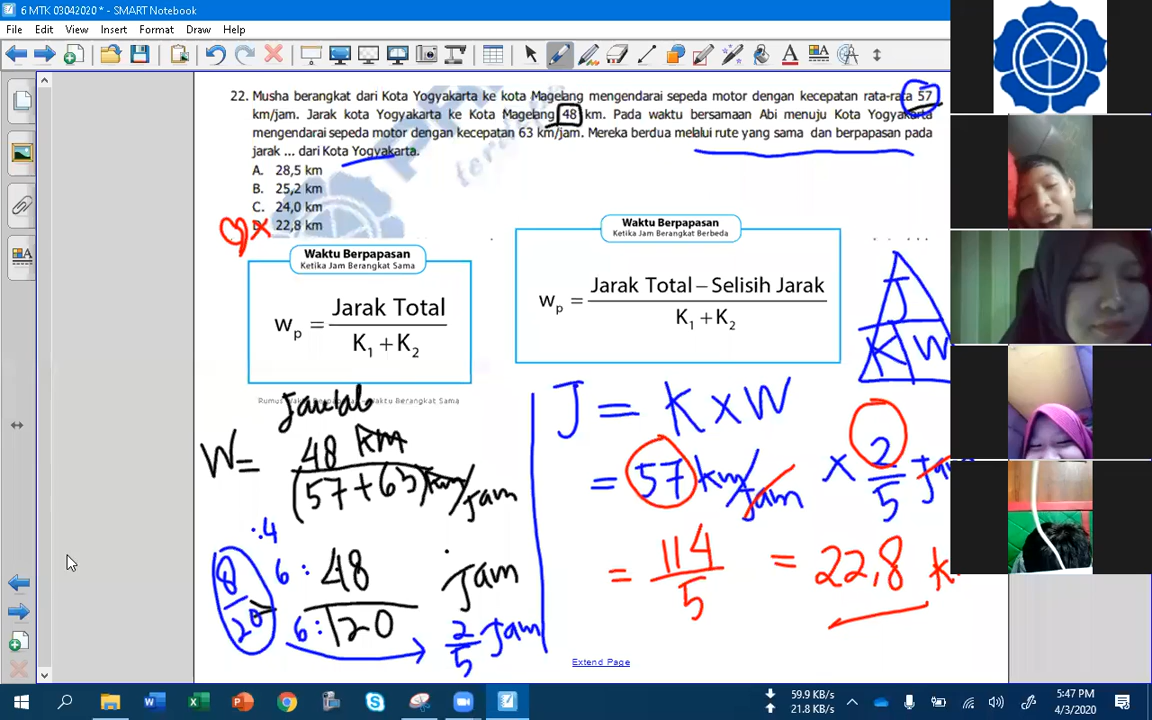 6 MTK 03042020 * - SMART Notebook
File Edit View Insert Format Draw Help
22. Musha berangkat dari Kota Yogyakarta ke kota Magelang mengendarai sepeda motor dengan kecepatan rata-rata 57
km/jam. Jarak kota Yogyakarta ke Kota Magelang 48 km. Pada waktu bersamaan Abi menuju Kota Yogyakarta
mengendarai sepeda motor dengan kecepatan 63 km/jam. Mereka berdua melalui rute yang sama dan berpapasan pada
jarak ... dari Kota Yogyakarta.
A. 28,5 km
B. 25,2 km
C. 24,0 km
D. 22,8 km
Waktu Berpapasan
Ketika Jam Berangkat Sama
wp = Jarak Total
K1 + K2
Waktu Berpapasan
Ketika Jam Berangkat Berbeda
wp = Jarak Total – Selisih Jarak
K1 + K2
J
K W
Jawab
W = 48 km
(57 + 63) km/jam
:4
8
20
6 : 48 jam
6 : 120
2
5 jam
J = K x W
= 57 km/jam x 2
5 jam
= 114
5
= 22,8
Extend Page
59.9 KB/s
21.8 KB/s
5:47 PM
4/3/2020